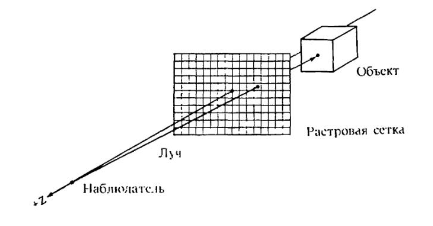 Объект
Растровая сетка
Луч
Наблюдатель
+Z